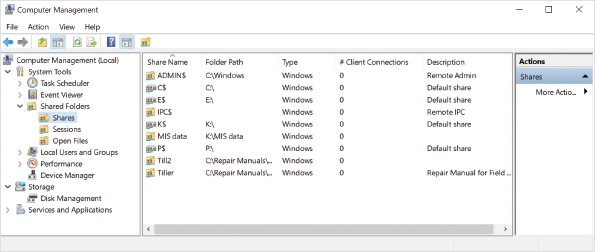 Computer Management
File Action View Help
Computer Management (Local)
System Tools
Task Scheduler
Event Viewer
Shared Folders
Shares
Sessions
Open Files
Local Users and Groups
Performance
Device Manager
Storage
Disk Management
Services and Applications
Share Name Folder Path Type # Client Connections Description
ADMIN$ C:\Windows Windows 0 Remote Admin
C$ C:\ Windows 0 Default share
E$ E:\ Windows 0 Default share
IPC$ Windows 0 Remote IPC
K$ K:\ Windows 0 Default share
MIS data K:\MIS data Windows 0
P$ P:\ Windows 0 Default share
Till2 C:\Repair Manuals\... Windows 0
Tiller C:\Repair Manuals\... Windows 0 Repair Manual for Field ...
Actions
Shares
More Actio...